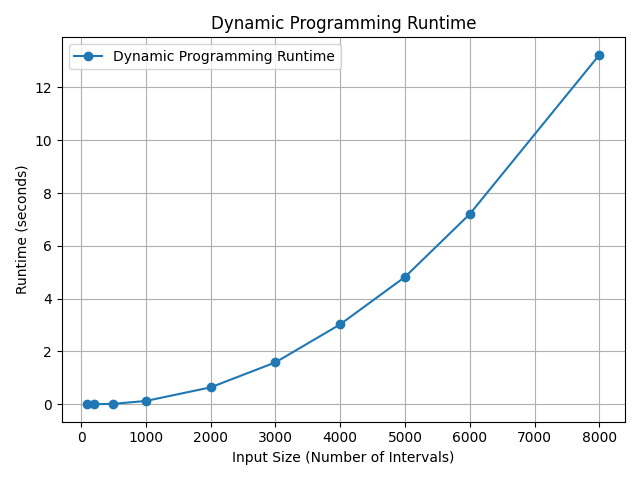 Dynamic Programming Runtime
Dynamic Programming Runtime
12
10
8
6
4
2
0
Runtime (seconds)
0 1000 2000 3000 4000 5000 6000 7000 8000
Input Size (Number of Intervals)